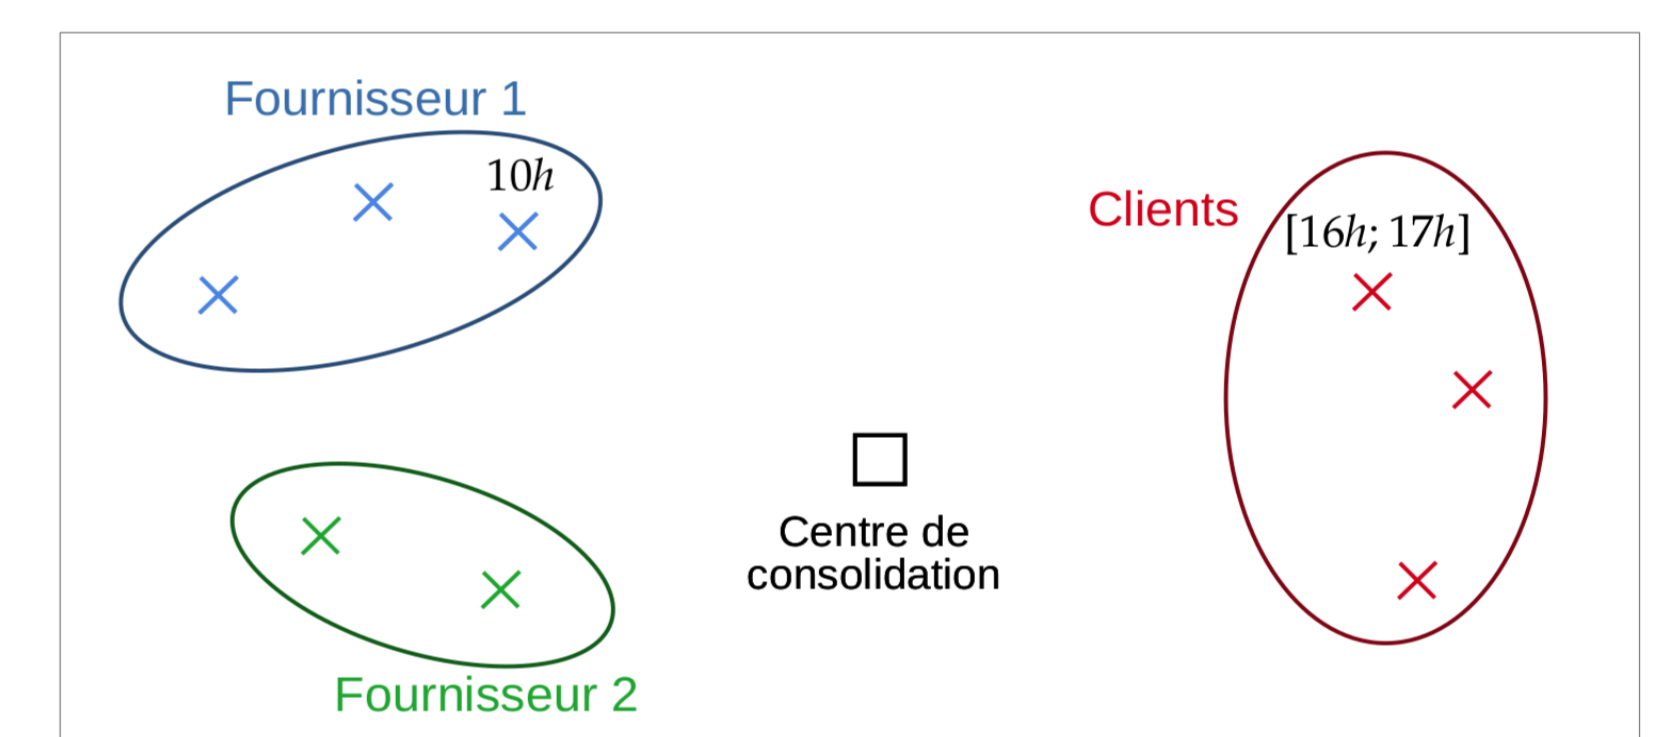 Fournisseur 1
10h
Clients
[16h; 17h]
Centre de
consolidation
Fournisseur 2